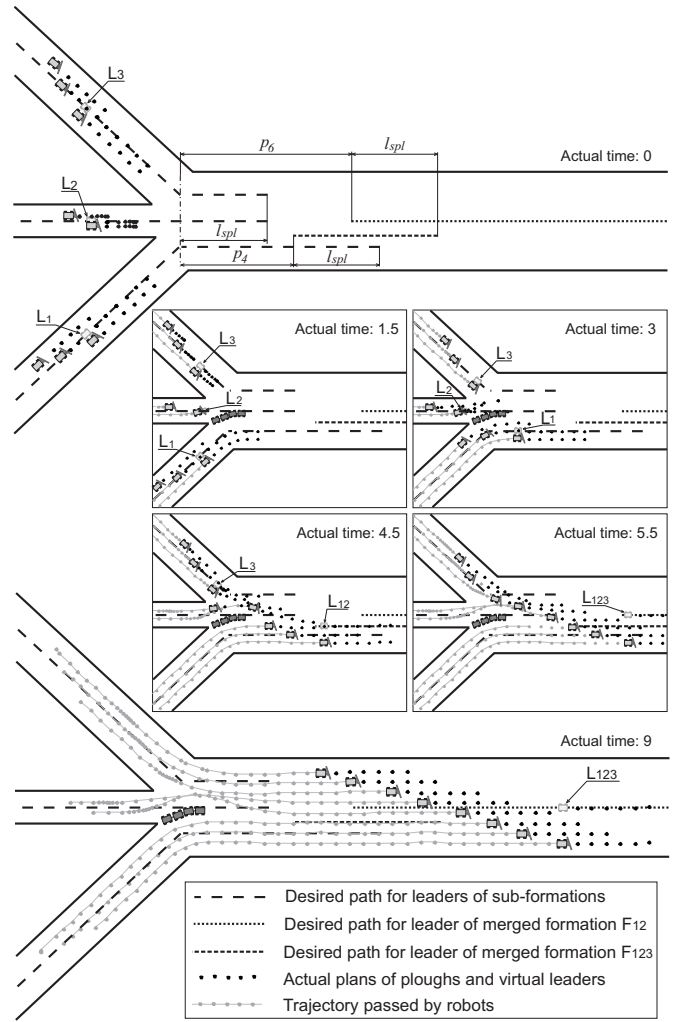 L3
p6
lspl
Actual time: 0
L2
lspl
p4
lspl
L1
Actual time: 1.5
L3
L2
L1
Actual time: 3
L3
L2
L1
Actual time: 4.5
L3
L12
Actual time: 5.5
L123
Actual time: 9
L123
Desired path for leaders of sub-formations
Desired path for leader of merged formation F12
Desired path for leader of merged formation F123
Actual plans of ploughs and virtual leaders
Trajectory passed by robots